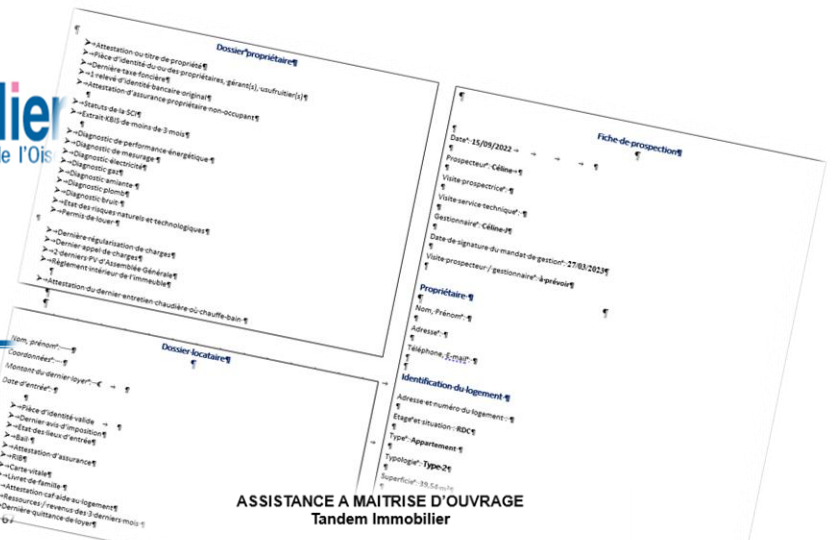 lier
de l'Ois
Dossier propriétaire¶
¶
➤→Attestation ou titre de propriété¶
➤→Pièce d'identité du ou des propriétaires, gérant(s), usufruitier(s)¶
➤→Dernière taxe foncière¶
➤→1 relevé d'identité bancaire original¶
➤→Attestation d'assurance propriétaire non-occupant¶
¶
➤→Statuts de la SCI¶
➤→Extrait KBIS de moins de 3 mois¶
¶
➤→Diagnostic de performance énergétique¶
➤→Diagnostic de mesurage¶
➤→Diagnostic gaz¶
➤→Diagnostic électricité¶
➤→Diagnostic amiante¶
➤→Diagnostic plomb¶
➤→Diagnostic bruit¶
➤→Etat des risques naturels et technologiques¶
➤→Permis de louer¶
¶
➤→Dernière régularisation de charges¶
➤→Dernier appel de charges¶
➤→2 derniers PV d'Assemblée Générale¶
➤→Règlement intérieur de l'immeuble¶
¶
➤→Attestation du dernier entretien chaudière où chauffe-bain¶
Dossier locataire¶
¶
Nom, prénom°:
Coordonnées°:
Montant du dernier loyer°: € → ¶
Date d'entrée°:¶
¶
➤→Pièce d'identité valide → ¶
➤→Dernier avis d'imposition¶
➤→Etat des lieux d'entrée¶
➤→Bail¶
➤→Attestation d'assurance¶
➤→RIB¶
➤→Carte vitale¶
➤→Livret de famille¶
➤→Attestation caf aide au logement¶
➤→Ressources / revenus des 3 derniers mois¶
➤→Dernière quittance de loyer¶
67
Fiche de prospection¶
¶
Date°: 15/09/2022 → → → → ¶
¶
Prospecteur°: Céline¶
¶
Visite prospectrice°:¶
¶
Visite service technique°:¶
¶
Gestionnaire°: Céline J¶
¶
Date de signature du mandat de gestion°: 27/03/2023¶
¶
Visite prospecteur / gestionnaire°: à prévoir¶
¶
Propriétaire¶
¶
Nom, Prénom°:¶
¶
Adresse°:¶
¶
Téléphone, E-mail°:¶
¶
Identification du logement¶
¶
Adresse et numéro du logement :¶
¶
Etage et situation : RDC¶
¶
Type°: Appartement¶
¶
Typologie°: Type 2¶
¶
Superficie°: 39,54 m²¶
ASSISTANCE A MAITRISE D'OUVRAGE
Tandem Immobilier